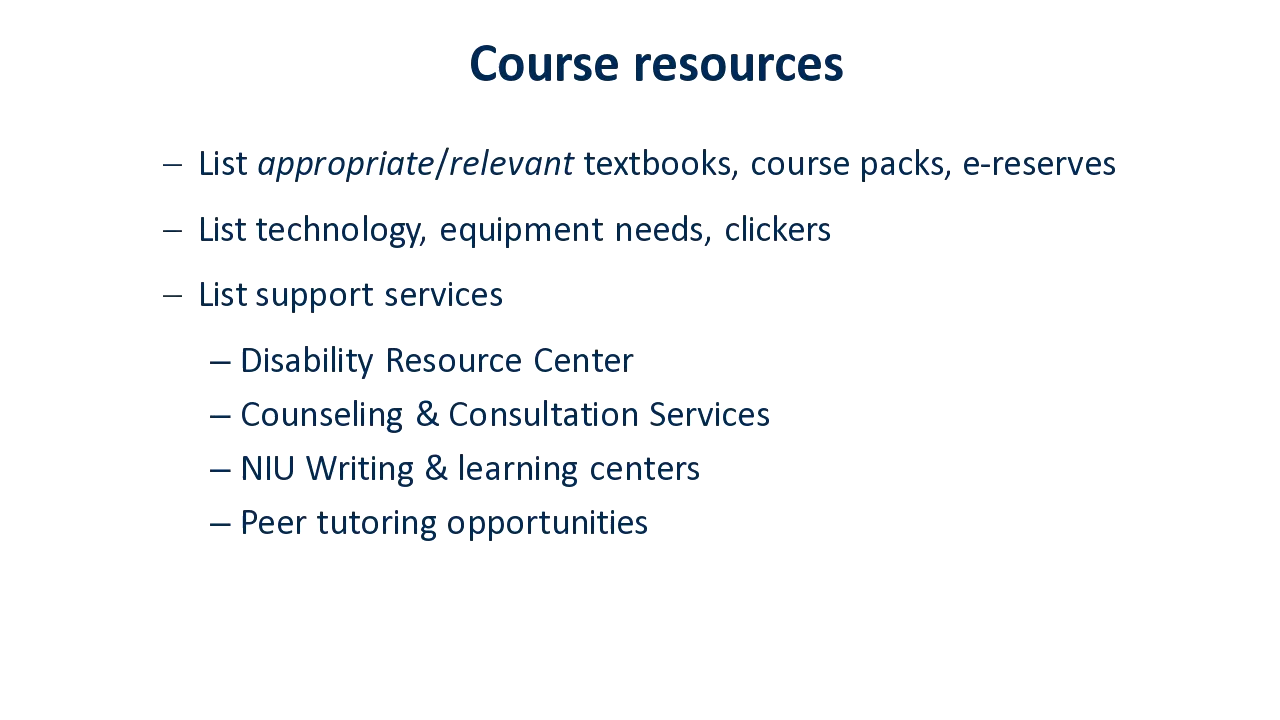 Course resources
– List appropriate/relevant textbooks, course packs, e-reserves
– List technology, equipment needs, clickers
– List support services
– Disability Resource Center
– Counseling & Consultation Services
– NIU Writing & learning centers
– Peer tutoring opportunities